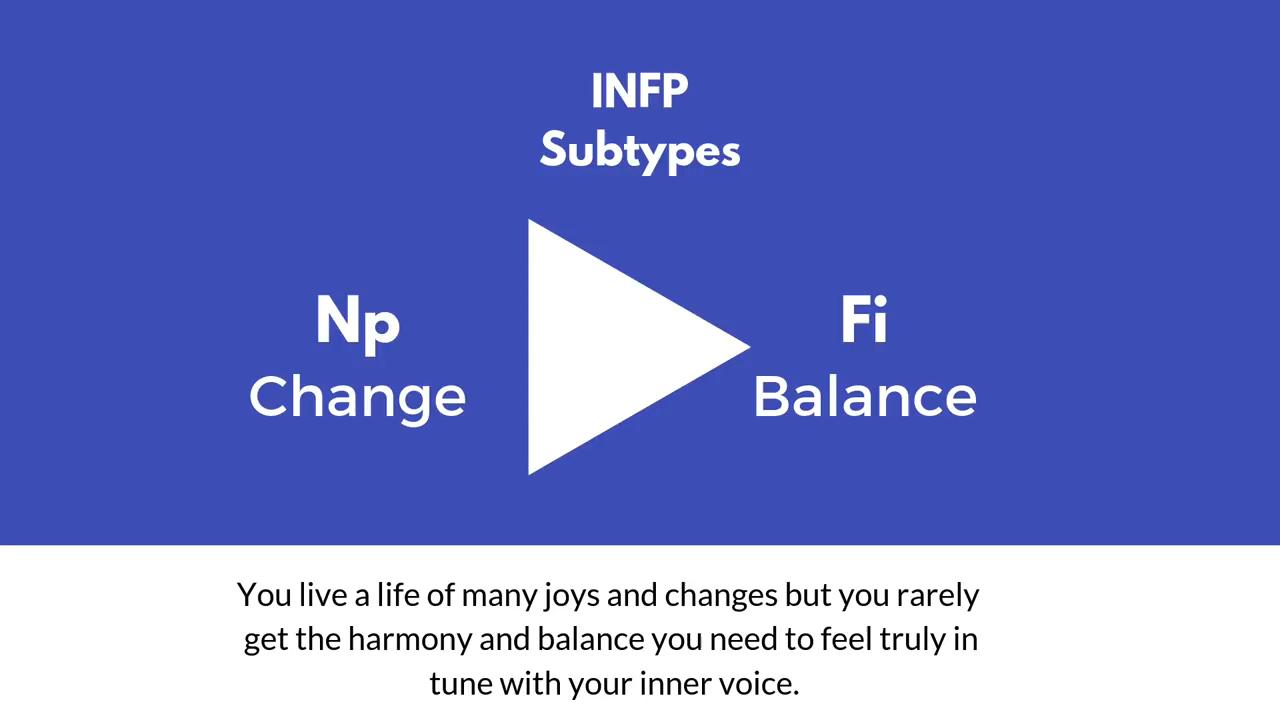 INFP
Subtypes
Np
Change
Fi
Balance
You live a life of many joys and changes but you rarely
get the harmony and balance you need to feel truly in
tune with your inner voice.